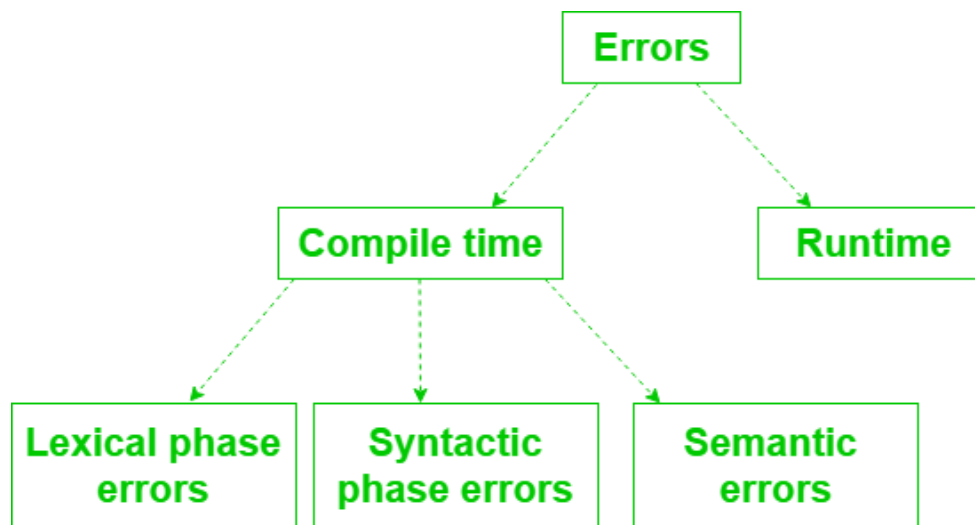 Errors
Compile time
Runtime
Lexical phase
errors
Syntactic
phase errors
Semantic
errors